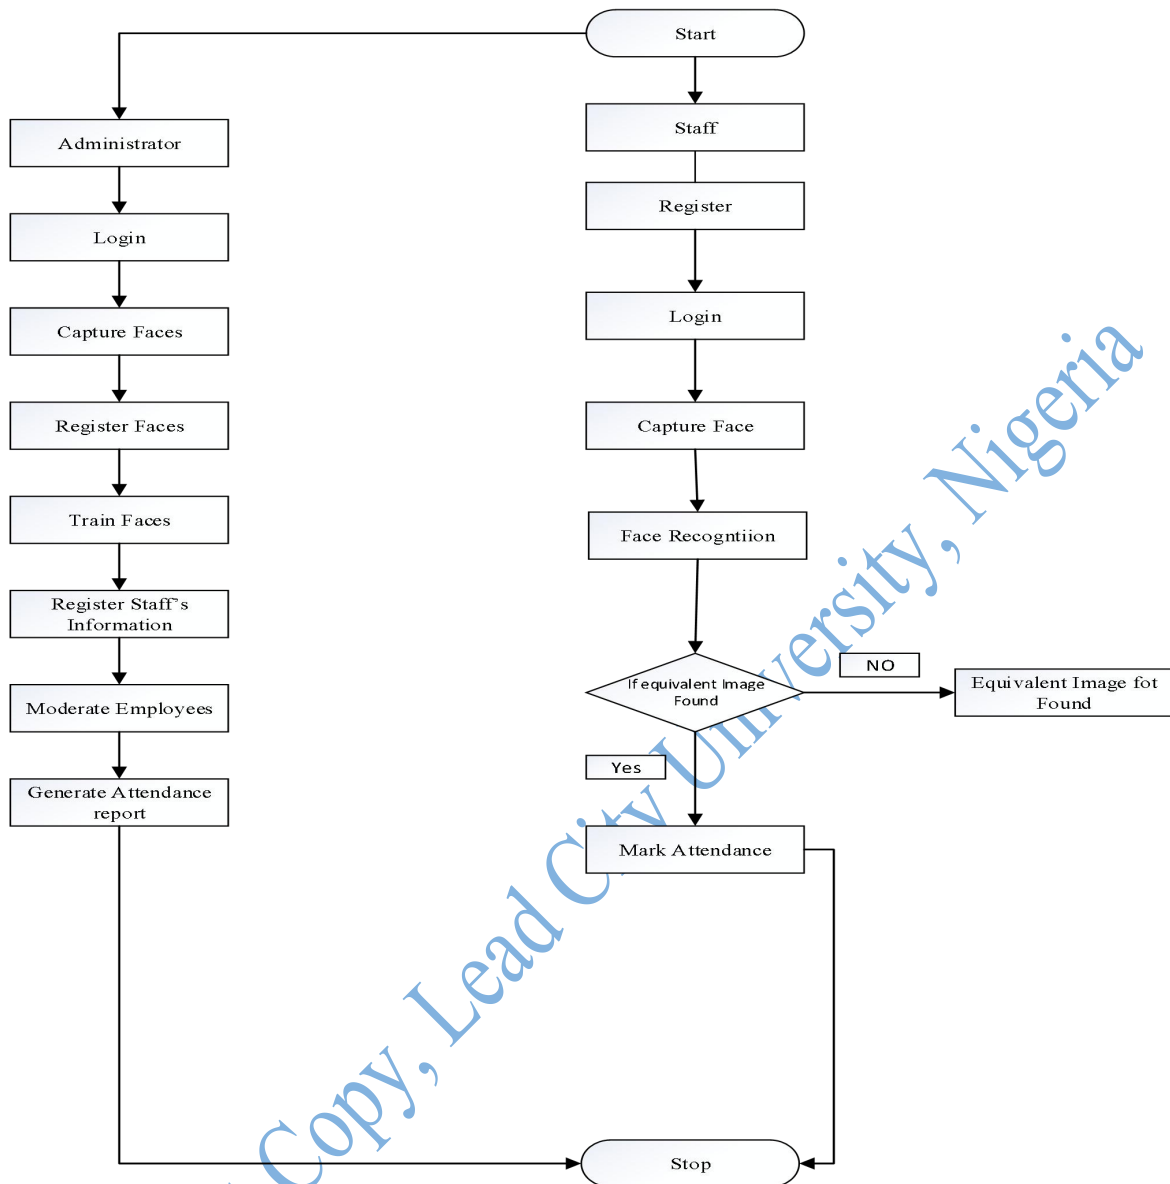 Start
Administrator
Login
Capture Faces
Register Faces
Train Faces
Register Staff's
Information
Moderate Employees
Generate Attendance
report
Staff
Register
Login
Capture Face
Face Recogntiion
If equivalent Image
Found
NO
Equivalent Image fot
Found
Yes
Mark Attendance
Stop
Copy, Lead City University, Nigeria